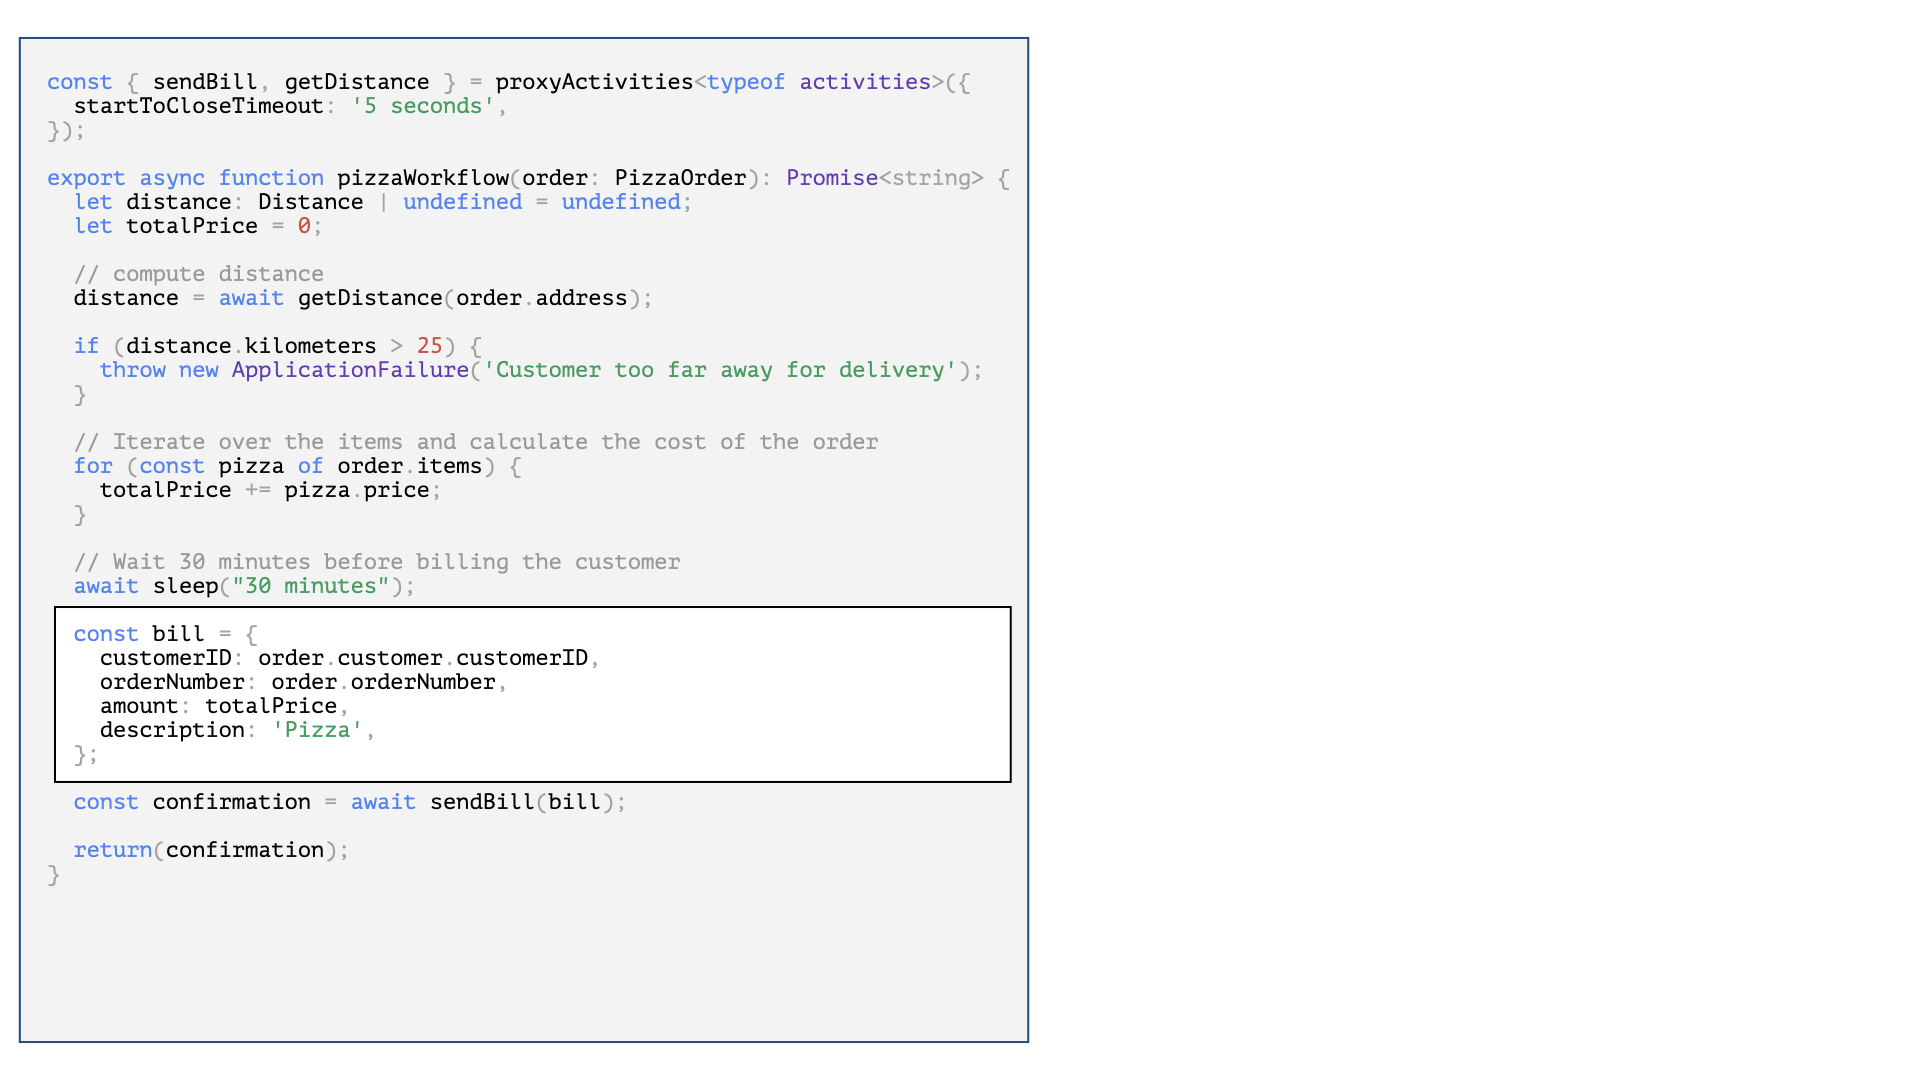 const { sendBill, getDistance } = proxyActivities<typeof activities>({
  startToCloseTimeout: '5 seconds',
});

export async function pizzaWorkflow(order: PizzaOrder): Promise<string> {
  let distance: Distance | undefined = undefined;
  let totalPrice = 0;

  // compute distance
  distance = await getDistance(order.address);

  if (distance.kilometers > 25) {
    throw new ApplicationFailure('Customer too far away for delivery');
  }

  // Iterate over the items and calculate the cost of the order
  for (const pizza of order.items) {
    totalPrice += pizza.price;
  }

  // Wait 30 minutes before billing the customer
  await sleep("30 minutes");

  const bill = {
    customerID: order.customer.customerID,
    orderNumber: order.orderNumber,
    amount: totalPrice,
    description: 'Pizza',
  };

  const confirmation = await sendBill(bill);

  return(confirmation);
}